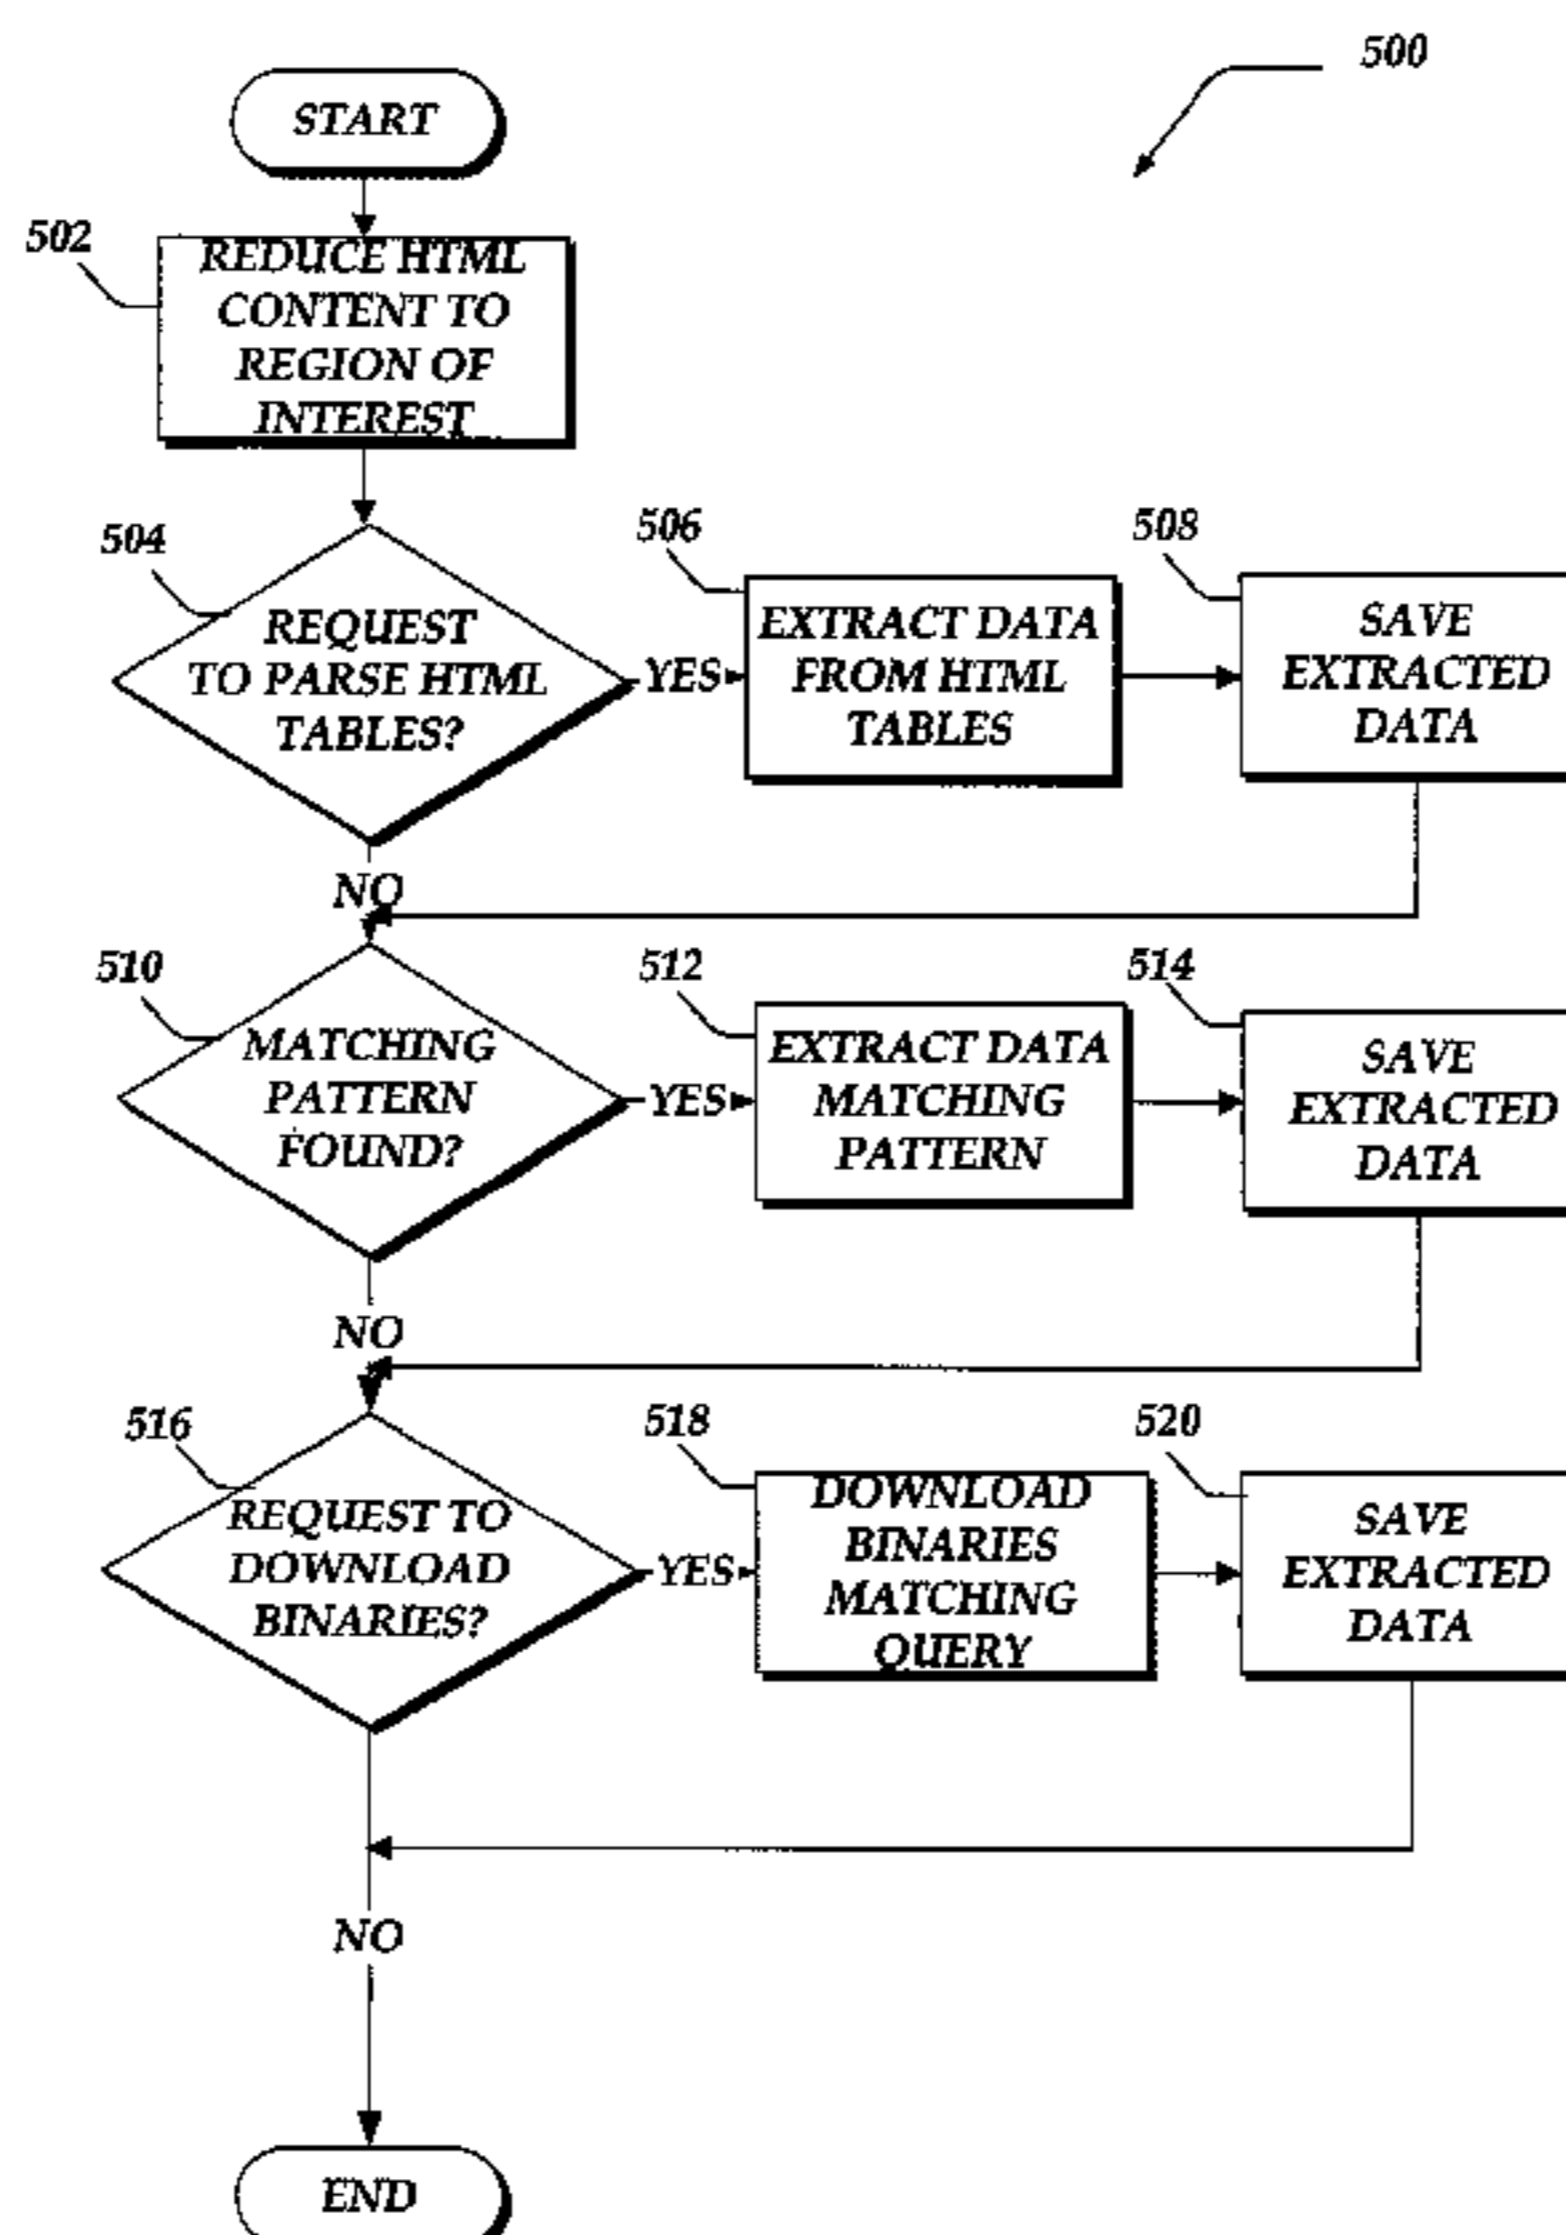 500
START
502
REDUCE HTML
CONTENT TO
REGION OF
INTEREST
504
REQUEST
TO PARSE HTML
TABLES?
YES
506
EXTRACT DATA
FROM HTML
TABLES
508
SAVE
EXTRACTED
DATA
NO
510
MATCHING
PATTERN
FOUND?
YES
512
EXTRACT DATA
MATCHING
PATTERN
514
SAVE
EXTRACTED
DATA
NO
516
REQUEST TO
DOWNLOAD
BINARIES?
YES
518
DOWNLOAD
BINARIES
MATCHING
QUERY
520
SAVE
EXTRACTED
DATA
NO
END